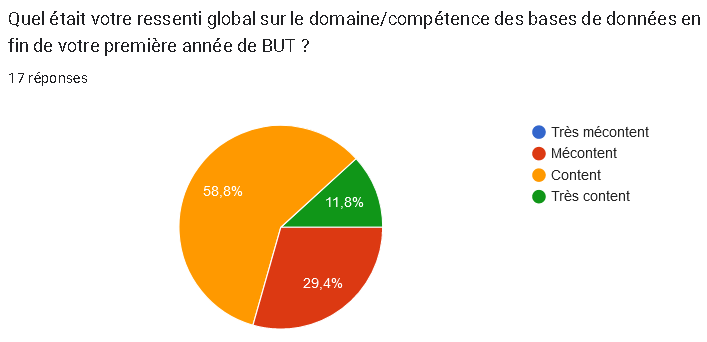 Quel était votre ressenti global sur le domaine/compétence des bases de données en
fin de votre première année de BUT ?
17 réponses
Très mécontent
Mécontent
Content
Très content
58,8%
11,8%
29,4%